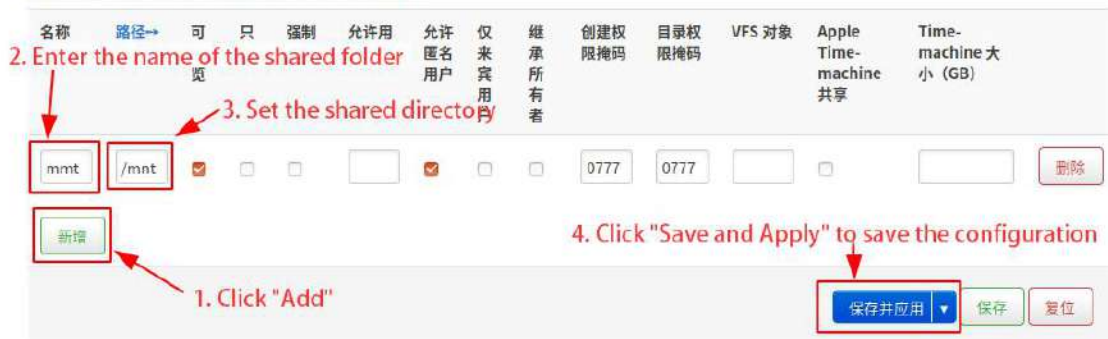 名称
路径
可
览
只
强制
允许用
允许
匿名
用户
仅
来
宾
用
户
继
承
所
有
者
创建权
限掩码
目录权
限掩码
VFS 对象
Apple
Time-
machine
共享
Time-
machine 大
小（GB）
2. Enter the name of the shared folder
3. Set the shared directory
mmt
/mnt
0777
0777
删除
新增
4. Click "Save and Apply" to save the configuration
1. Click "Add"
保存并应用
保存
复位